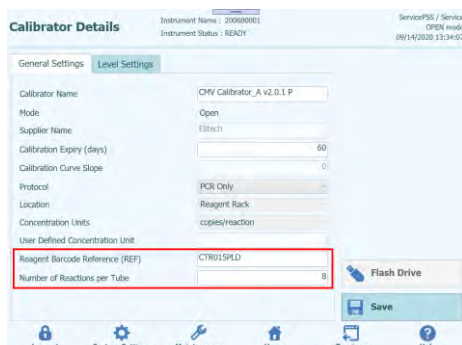 Calibrator Details
Instrument Name : 200680001
Instrument Status : READY
ServicePSS / Service
OPEN mode
09/14/2020 13:34:07
General Settings
Level Settings
Calibrator Name
CMV Calibrator_A v2.0.1 P
Mode
Open
Supplier Name
Elitech
Calibration Expiry (days)
60
Calibration Curve Slope
0
Protocol
PCR Only
Location
Reagent Rack
Concentration Units
copies/reaction
User Defined Concentration Unit
Reagent Barcode Reference (REF)
CTR015PLD
Number of Reactions per Tube
8
Flash Drive
Save